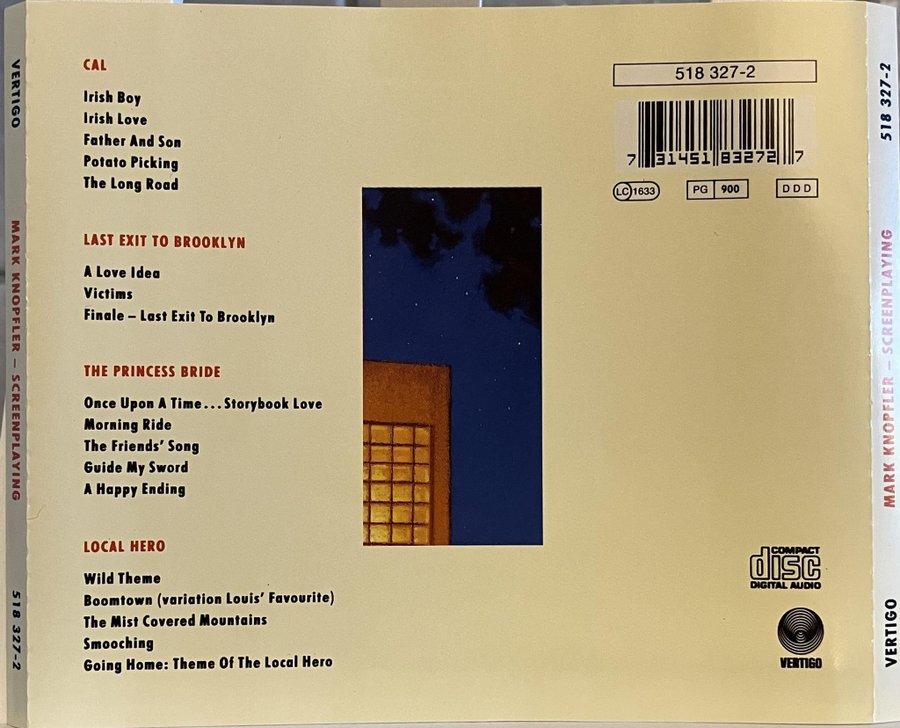 VERTIGO
MARK KNOPFLER – SCREENPLAYING
518 327-2
CAL
Irish Boy
Irish Love
Father And Son
Potato Picking
The Long Road
LAST EXIT TO BROOKLYN
A Love Idea
Victims
Finale – Last Exit To Brooklyn
THE PRINCESS BRIDE
Once Upon A Time...Storybook Love
Morning Ride
The Friends' Song
Guide My Sword
A Happy Ending
LOCAL HERO
Wild Theme
Boomtown (variation Louis' Favourite)
The Mist Covered Mountains
Smooching
Going Home: Theme Of The Local Hero
518 327-2
7 31451 83272 7
LC 1633
PG 900
DDD
COMPACT
disc
DIGITAL AUDIO
VERTIGO
518 327-2
MARK KNOPFLER – SCREENPLAYING
VERTIGO